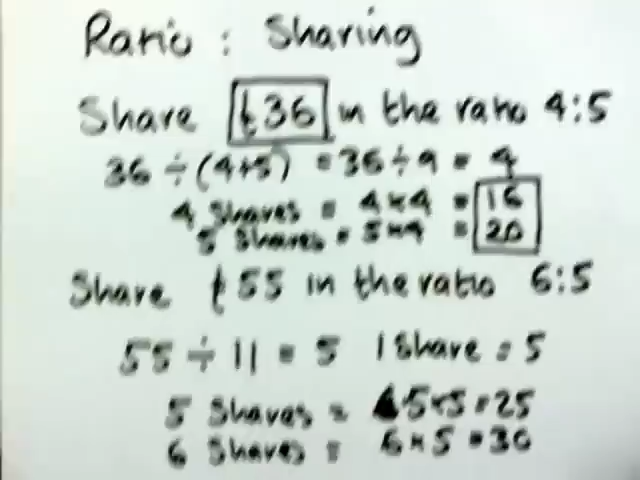 Ratio : Sharing
Share £36 in the ratio 4:5
36 ÷ (4+5) = 36 ÷ 9 = 4
4 Shares = 4 × 4 = 16
5 Shares = 5 × 4 = 20
Share £55 in the ratio 6:5
55 ÷ 11 = 5 1 Share = 5
5 Shares = 5 × 5 = 25
6 Shares = 6 × 5 = 30